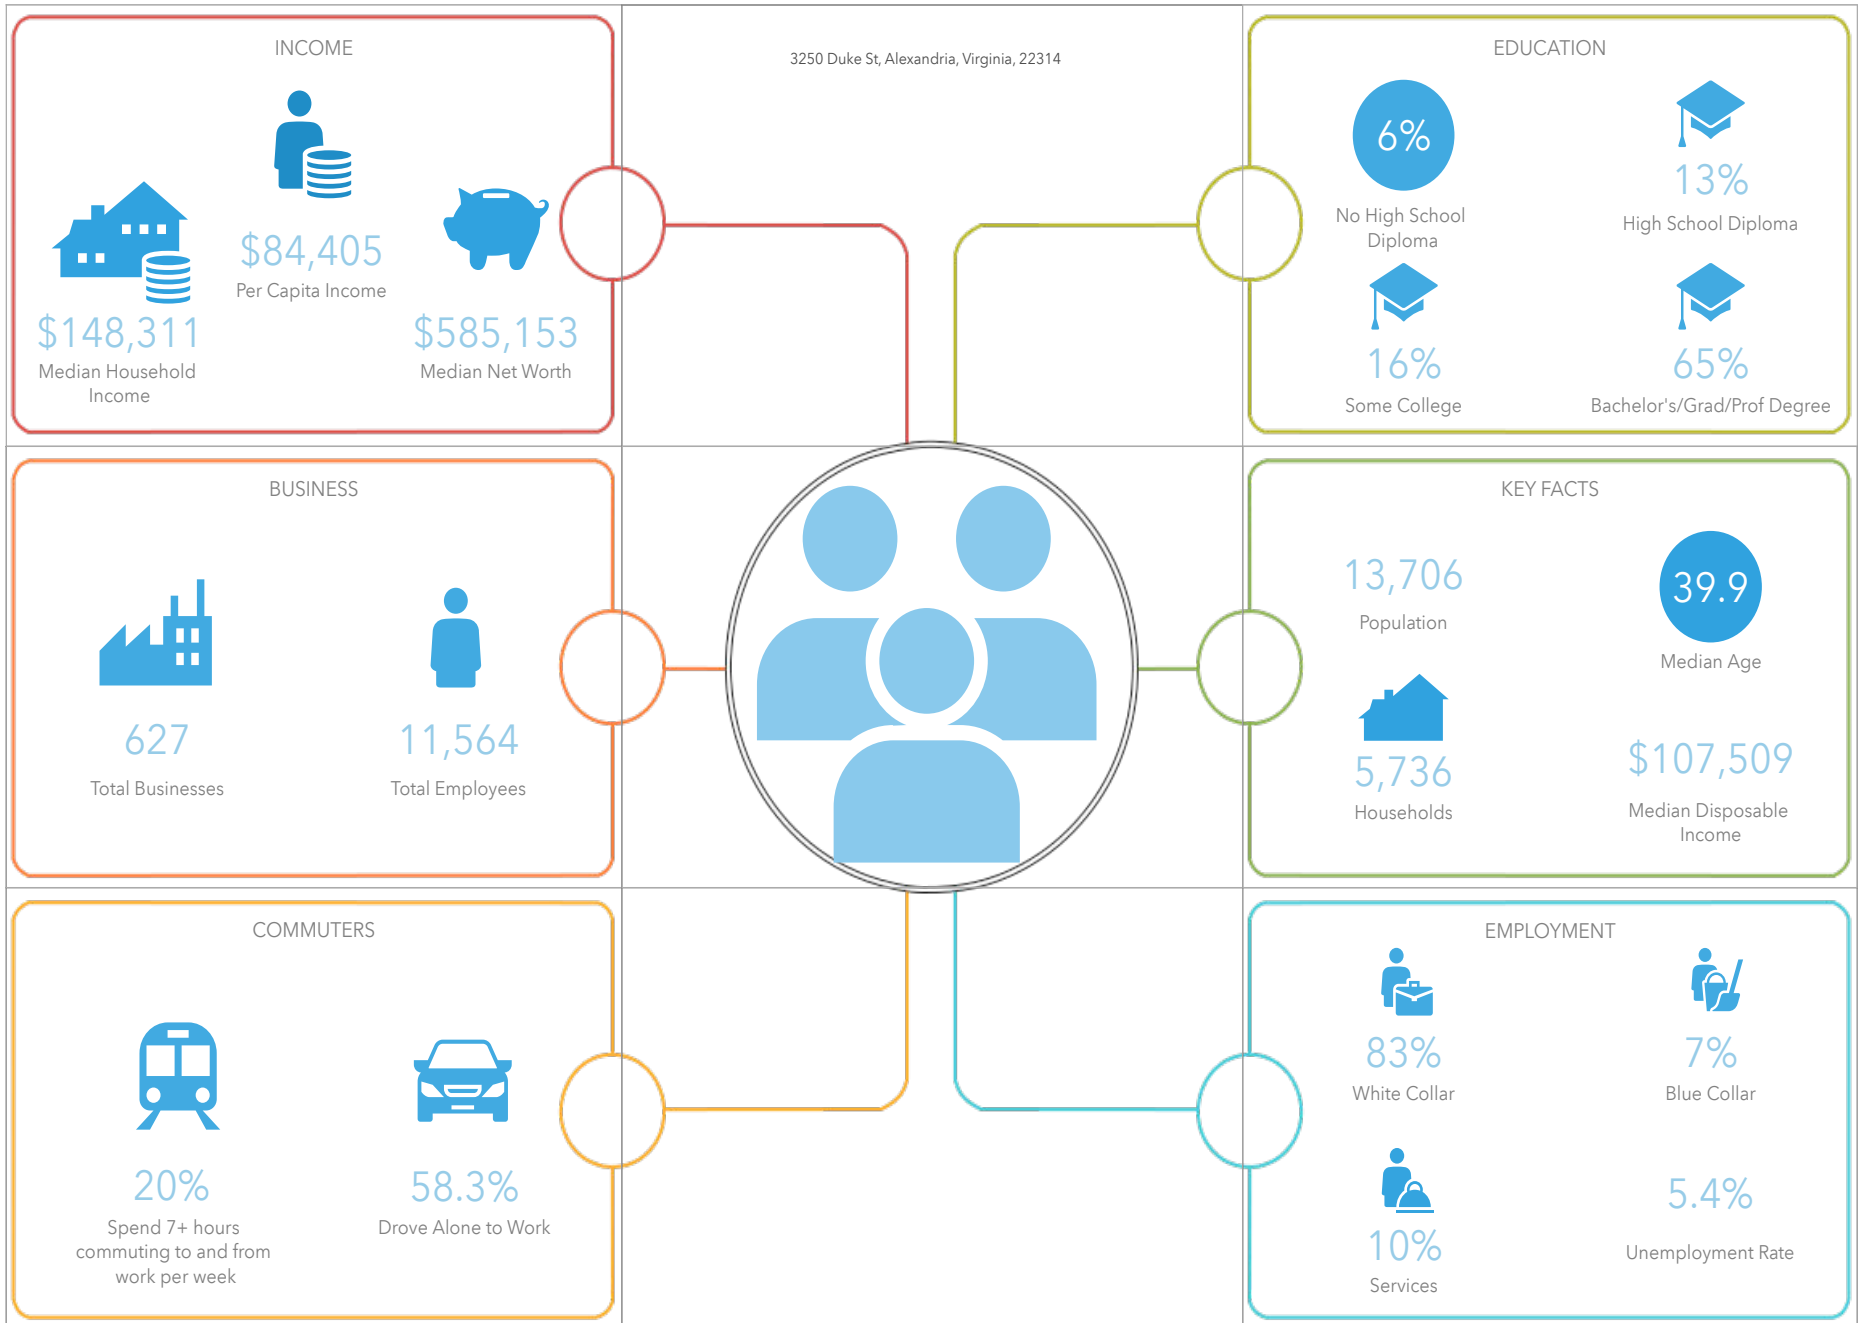 INCOME
$84,405
Per Capita Income
$148,311
Median Household
Income
$585,153
Median Net Worth
3250 Duke St, Alexandria, Virginia, 22314
EDUCATION
6%
No High School
Diploma
13%
High School Diploma
16%
Some College
65%
Bachelor's/Grad/Prof Degree
BUSINESS
627
Total Businesses
11,564
Total Employees
KEY FACTS
13,706
Population
39.9
Median Age
5,736
Households
$107,509
Median Disposable
Income
COMMUTERS
20%
Spend 7+ hours
commuting to and from
work per week
58.3%
Drove Alone to Work
EMPLOYMENT
83%
White Collar
7%
Blue Collar
10%
Services
5.4%
Unemployment Rate